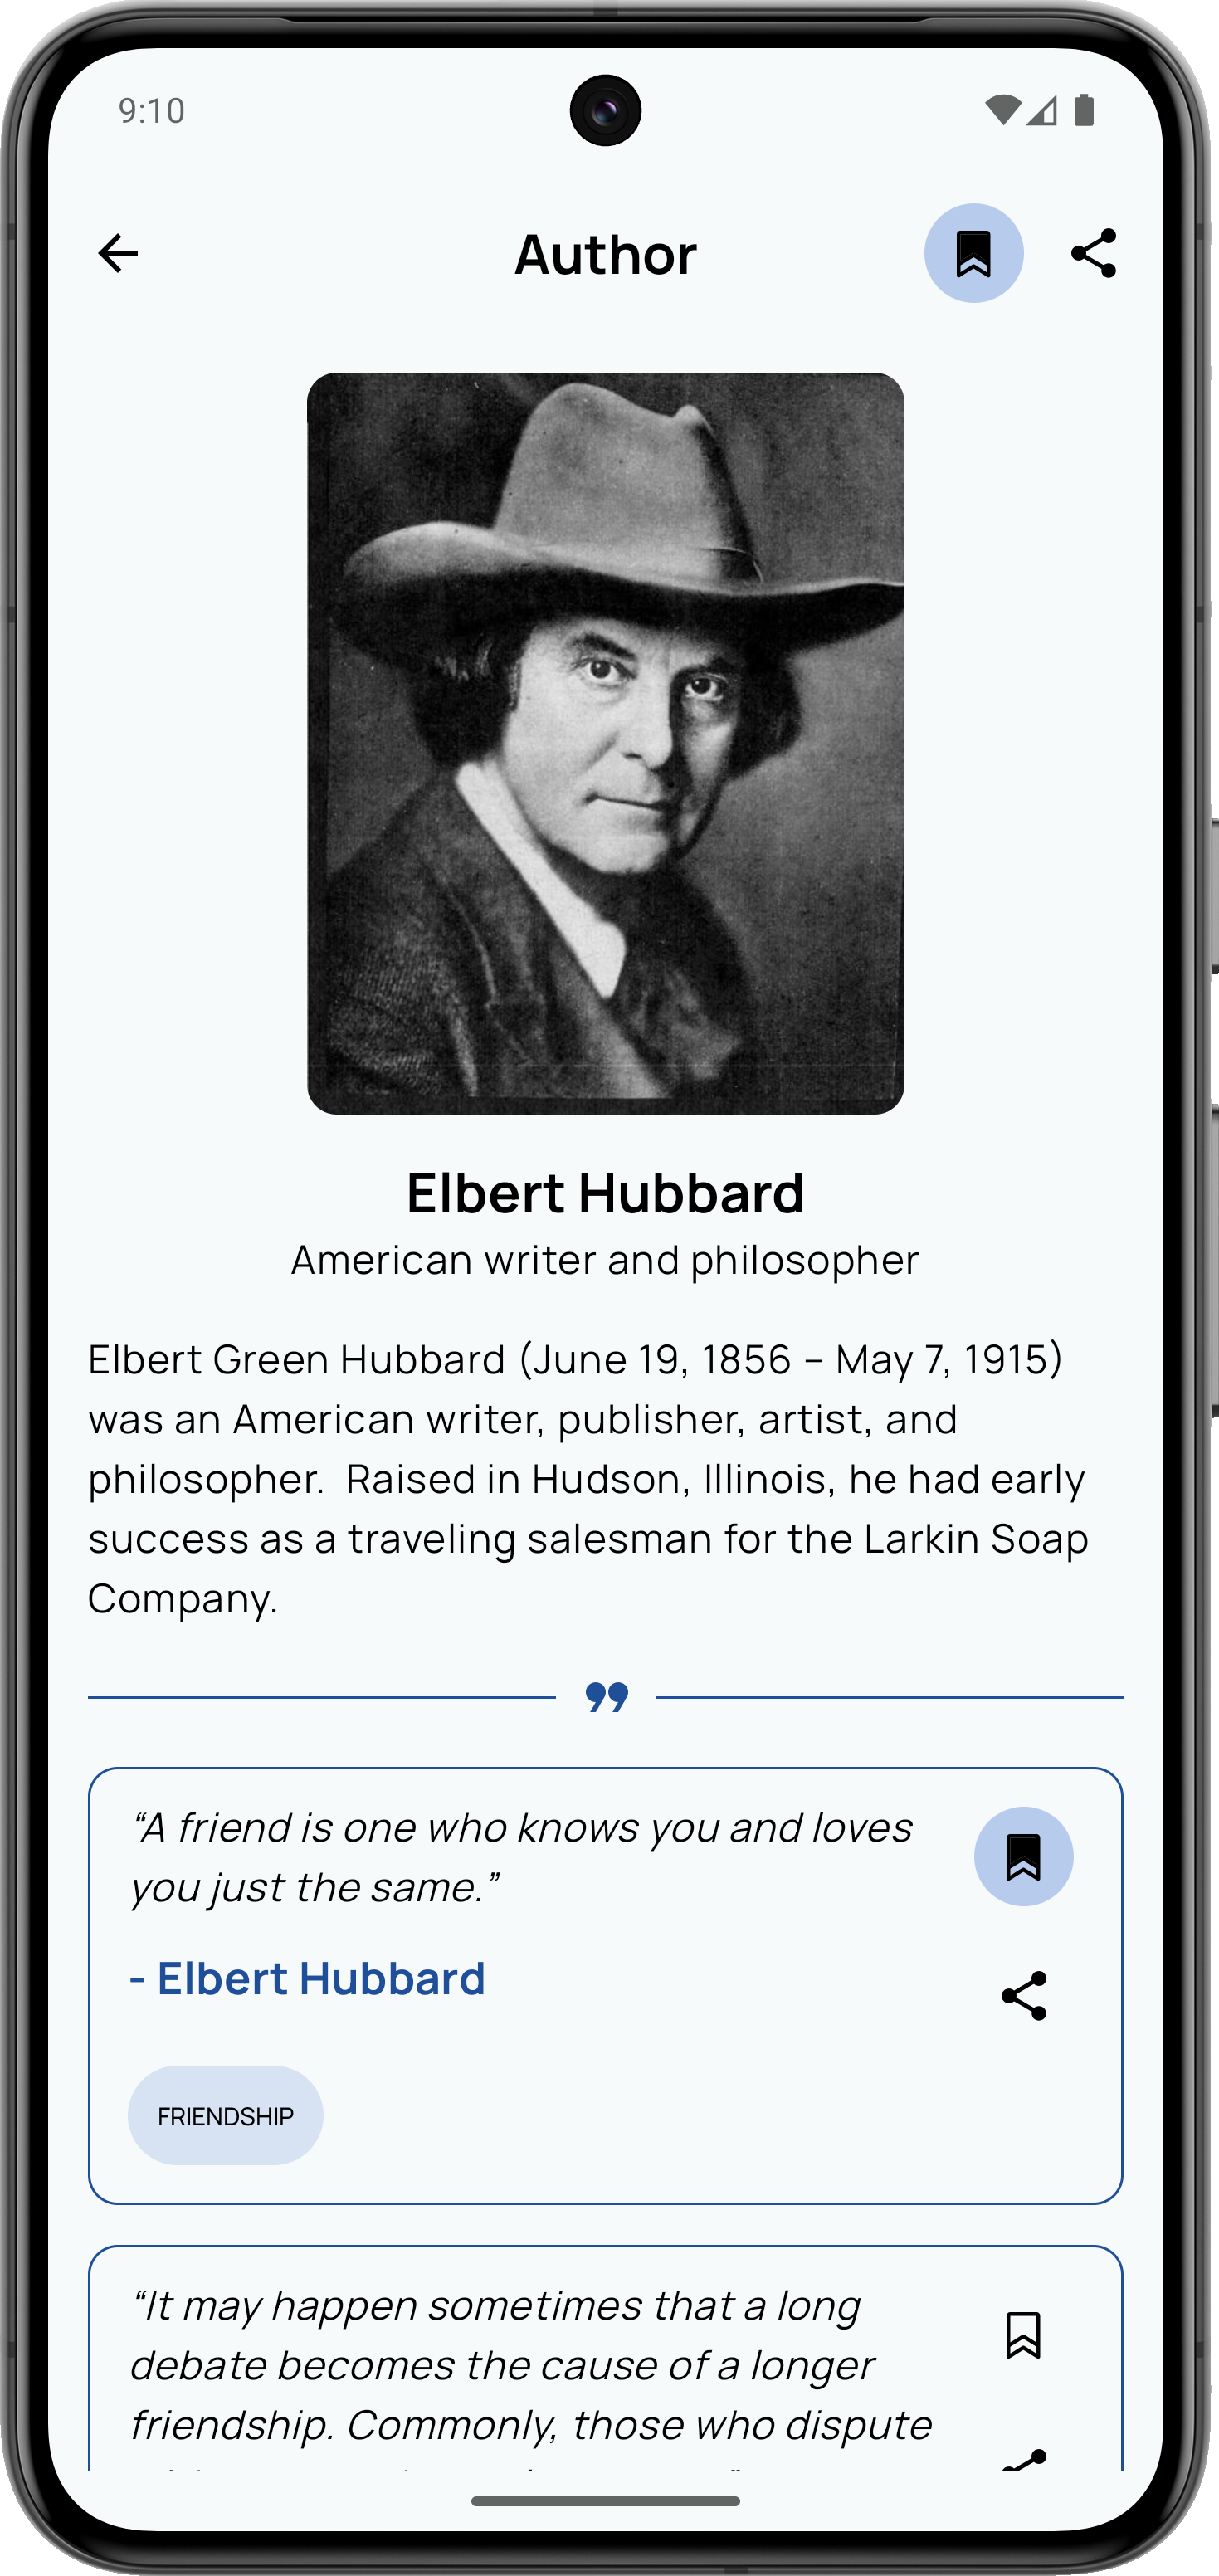 9:10
Author
Elbert Hubbard
American writer and philosopher
Elbert Green Hubbard (June 19, 1856 – May 7, 1915)
was an American writer, publisher, artist, and
philosopher.  Raised in Hudson, Illinois, he had early
success as a traveling salesman for the Larkin Soap
Company.
“A friend is one who knows you and loves
you just the same.”
- Elbert Hubbard
FRIENDSHIP
“It may happen sometimes that a long
debate becomes the cause of a longer
friendship. Commonly, those who dispute